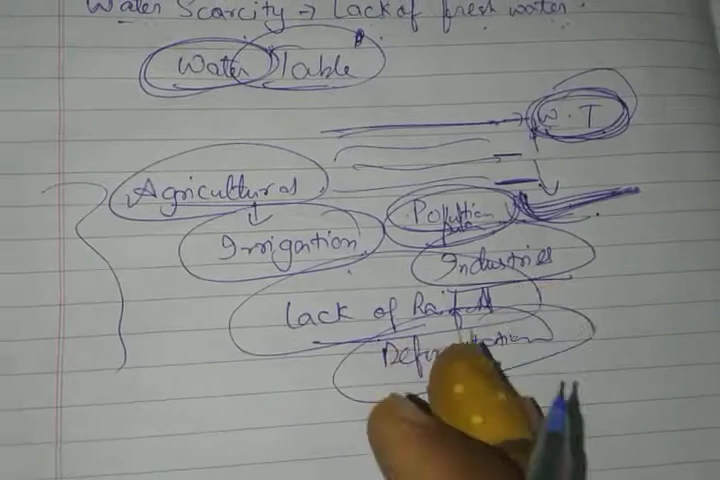 Water Scarcity → Lack of fresh water.
Water Table
W.T
Agricultural
Pollution
Irrigation
Industries
Lack of Rainfall